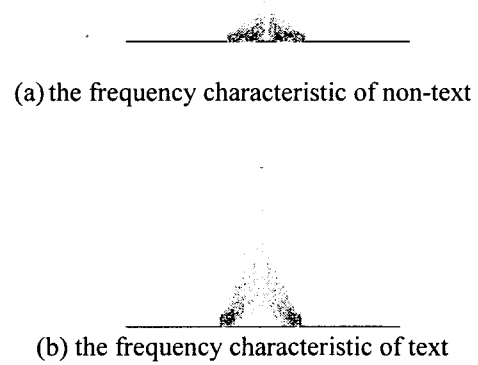 (a) the frequency characteristic of non-text
(b) the frequency characteristic of text